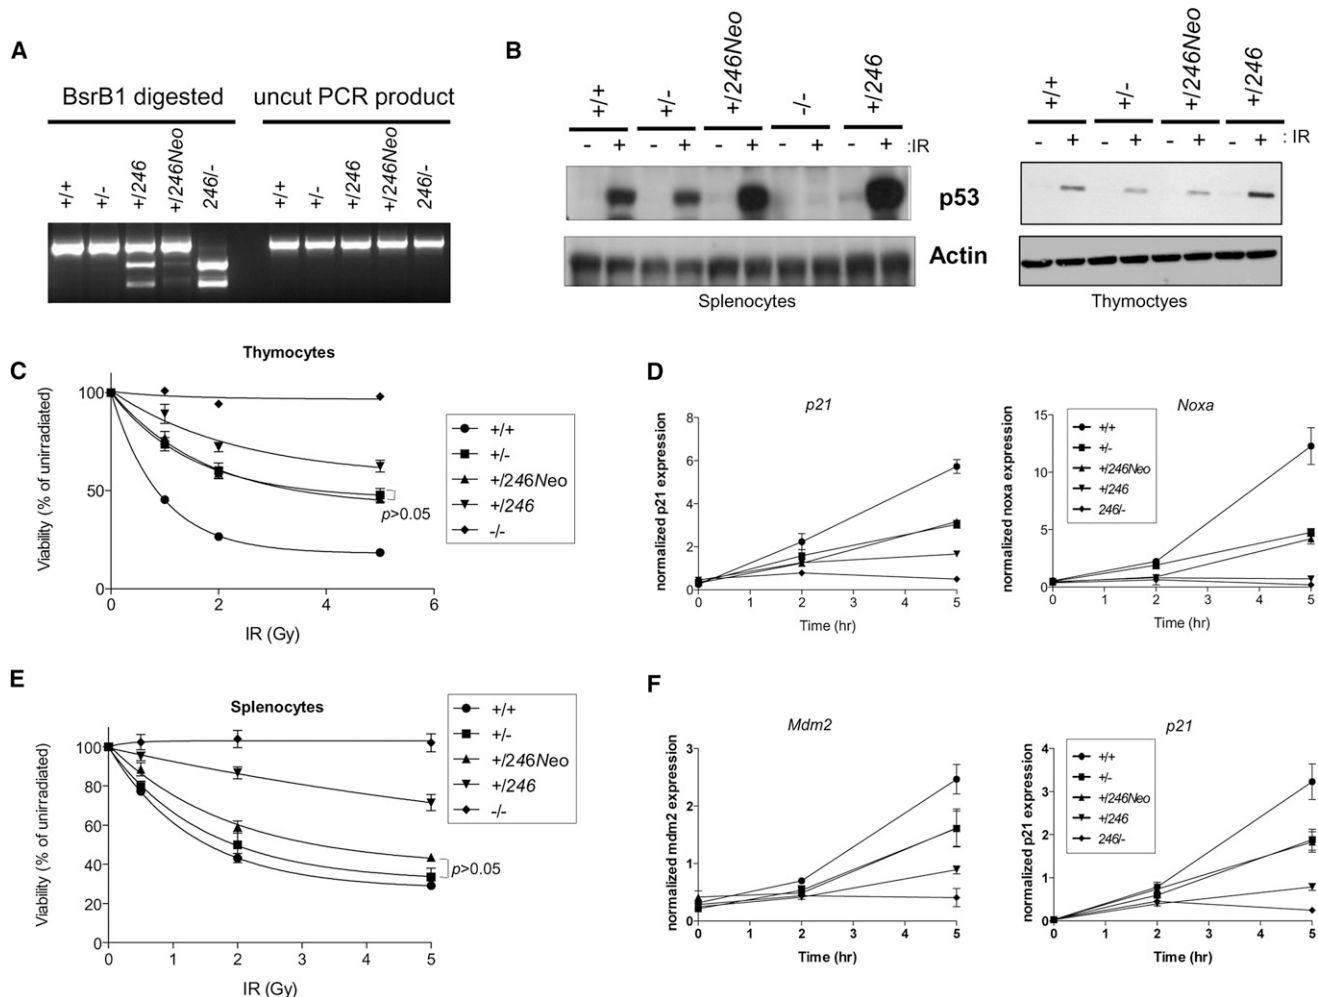 A
BsrB1 digested
uncut PCR product
+/+
+/-
+/246
+/246Neo
246/-
+/+
+/-
+/246
+/246Neo
246/-
B
+/+
+/-
+/246Neo
-/-
+/246
- + - + - + - + - + :IR
p53
Actin
Splenocytes
+/+
+/-
+/246Neo
+/246
- + - + - + - + : IR
Thymoctyes
C
Thymocytes
Viability (% of unirradiated)
100
50
0
0 2 4 6
IR (Gy)
p>0.05
+/+
+/-
+/246Neo
+/246
-/-
D
p21
normalized p21 expression
8
6
4
2
0
0 1 2 3 4 5
Time (hr)
Noxa
normalized noxa expression
15
10
5
0
0 1 2 3 4 5
Time (hr)
+/+
+/-
+/246Neo
+/246
246/-
E
Splenocytes
Viability (% of unirradiated)
100
80
60
40
20
0
0 1 2 3 4 5
IR (Gy)
p>0.05
+/+
+/-
+/246Neo
+/246
-/-
F
Mdm2
normalized mdm2 expression
3
2
1
0
0 1 2 3 4 5
Time (hr)
p21
normalized p21 expression
4
3
2
1
0
0 1 2 3 4 5
Time (hr)
+/+
+/-
+/246Neo
+/246
246/-